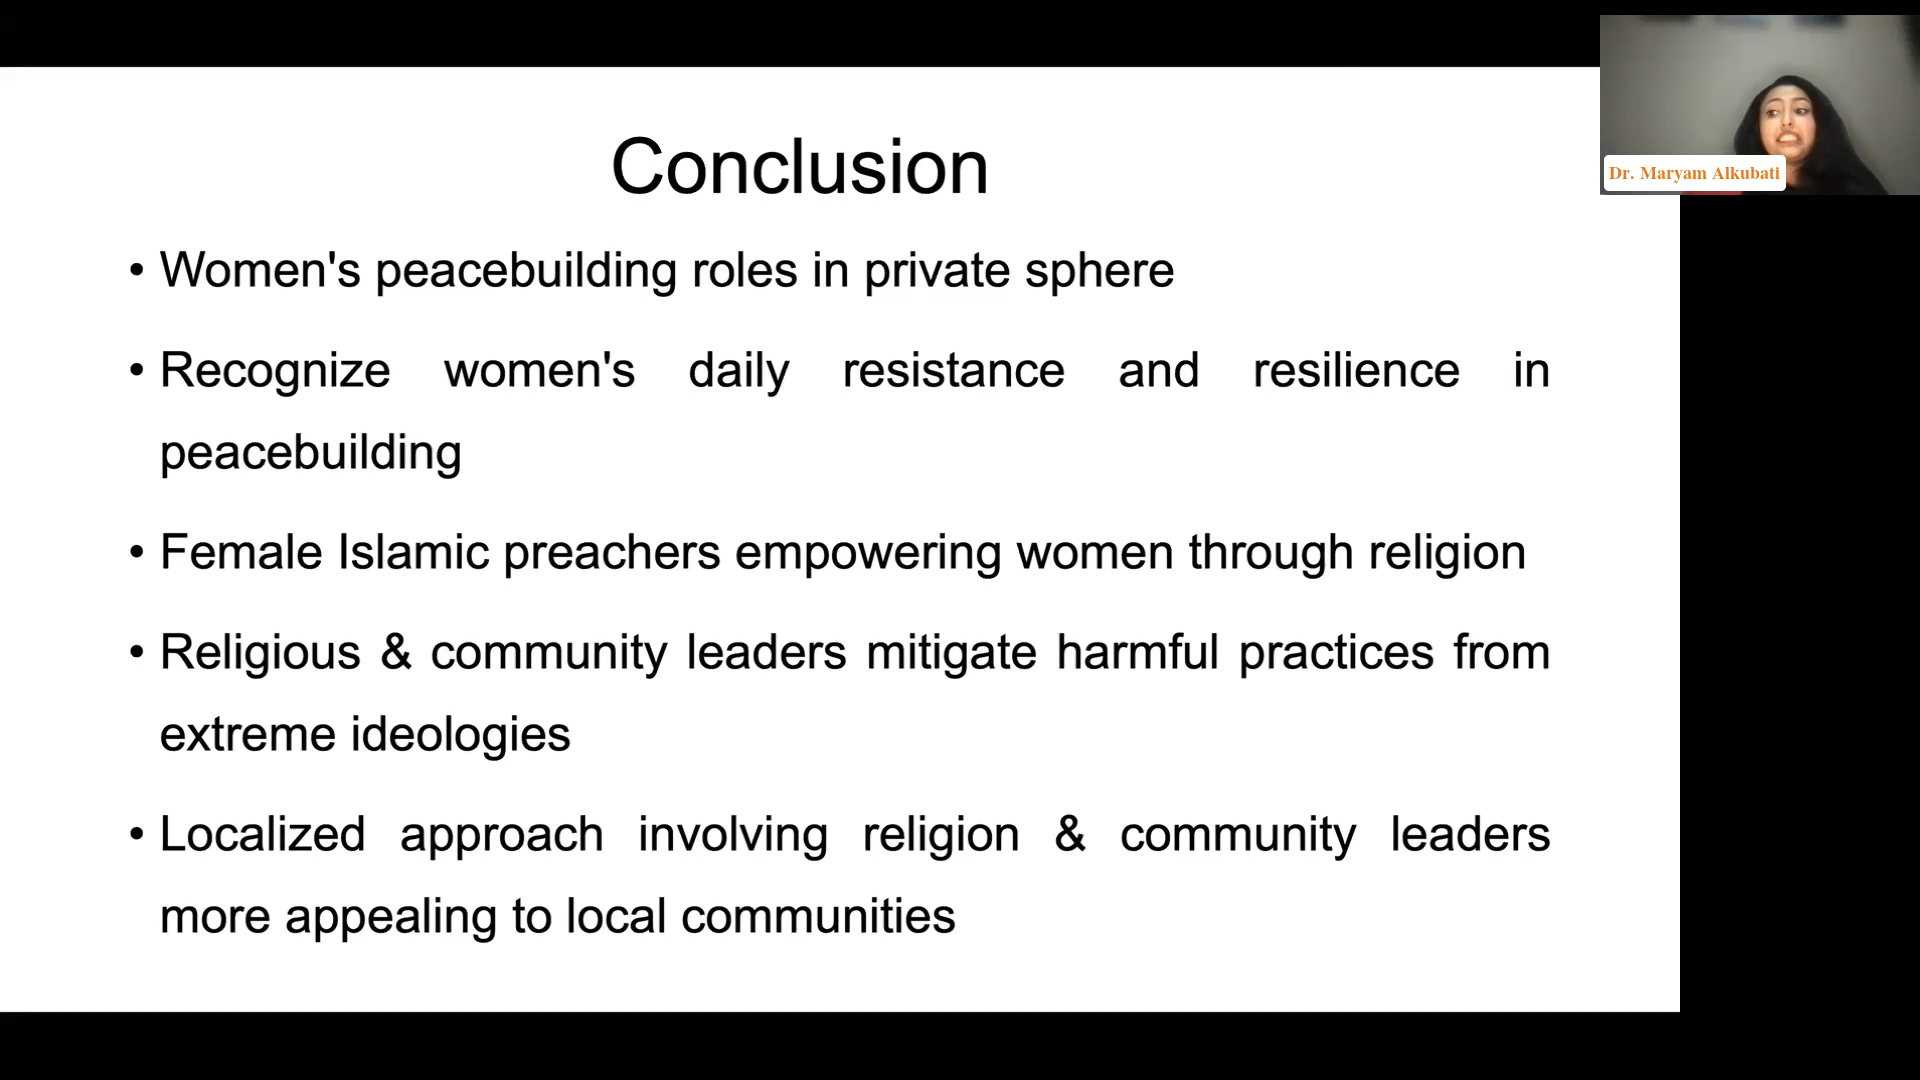 Conclusion
• Women's peacebuilding roles in private sphere
• Recognize women's daily resistance and resilience in
peacebuilding
• Female Islamic preachers empowering women through religion
• Religious & community leaders mitigate harmful practices from
extreme ideologies
• Localized approach involving religion & community leaders
more appealing to local communities
Dr. Maryam Alkubati